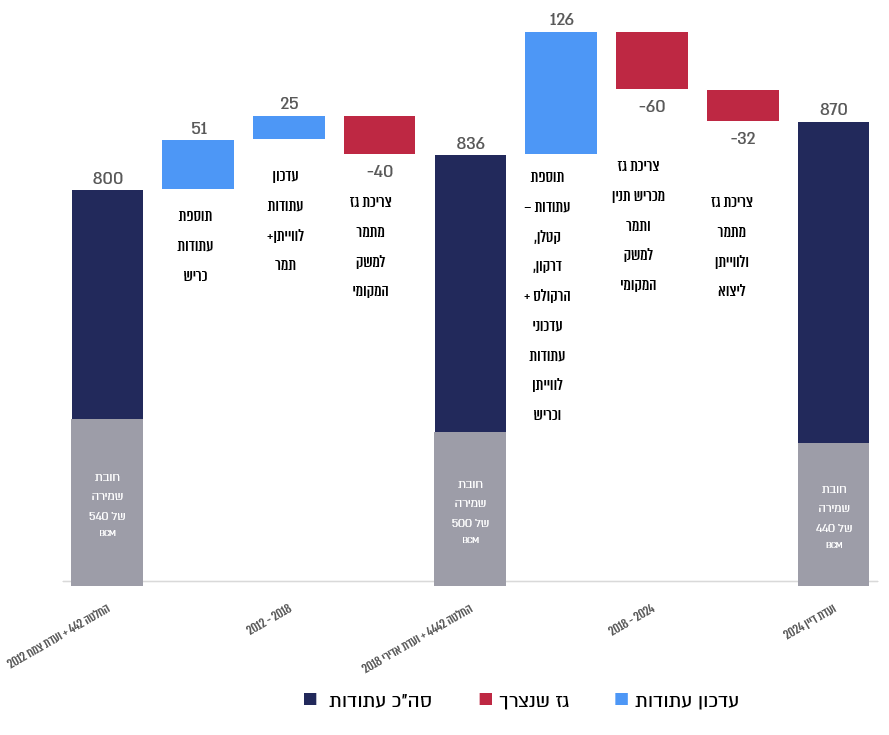 800
חובת
שמירה
של 540
BCM
51
תוספת
עתודות
כריש
25
עדכון
עתודות
לווייתן+
תמר
-40
צריכת גז
מתמר
למשק
המקומי
836
חובת
שמירה
של 500
BCM
126
תוספת
עתודות –
קטלן,
דרקון,
הרקולס +
עדכוני
עתודות
לווייתן
וכריש
-60
צריכת גז
מכריש תנין
ותמר
למשק
המקומי
-32
צריכת גז
מתמר
ולווייתן
ליצוא
870
חובת
שמירה
של 440
BCM
החלטה 442 + ועדת צמח 2012
2012 - 2018
החלטה 4442 + ועדת אדירי 2018
2018 - 2024
ועדת דיין 2024
עדכון עתודות
גז שנצרך
סה"כ עתודות